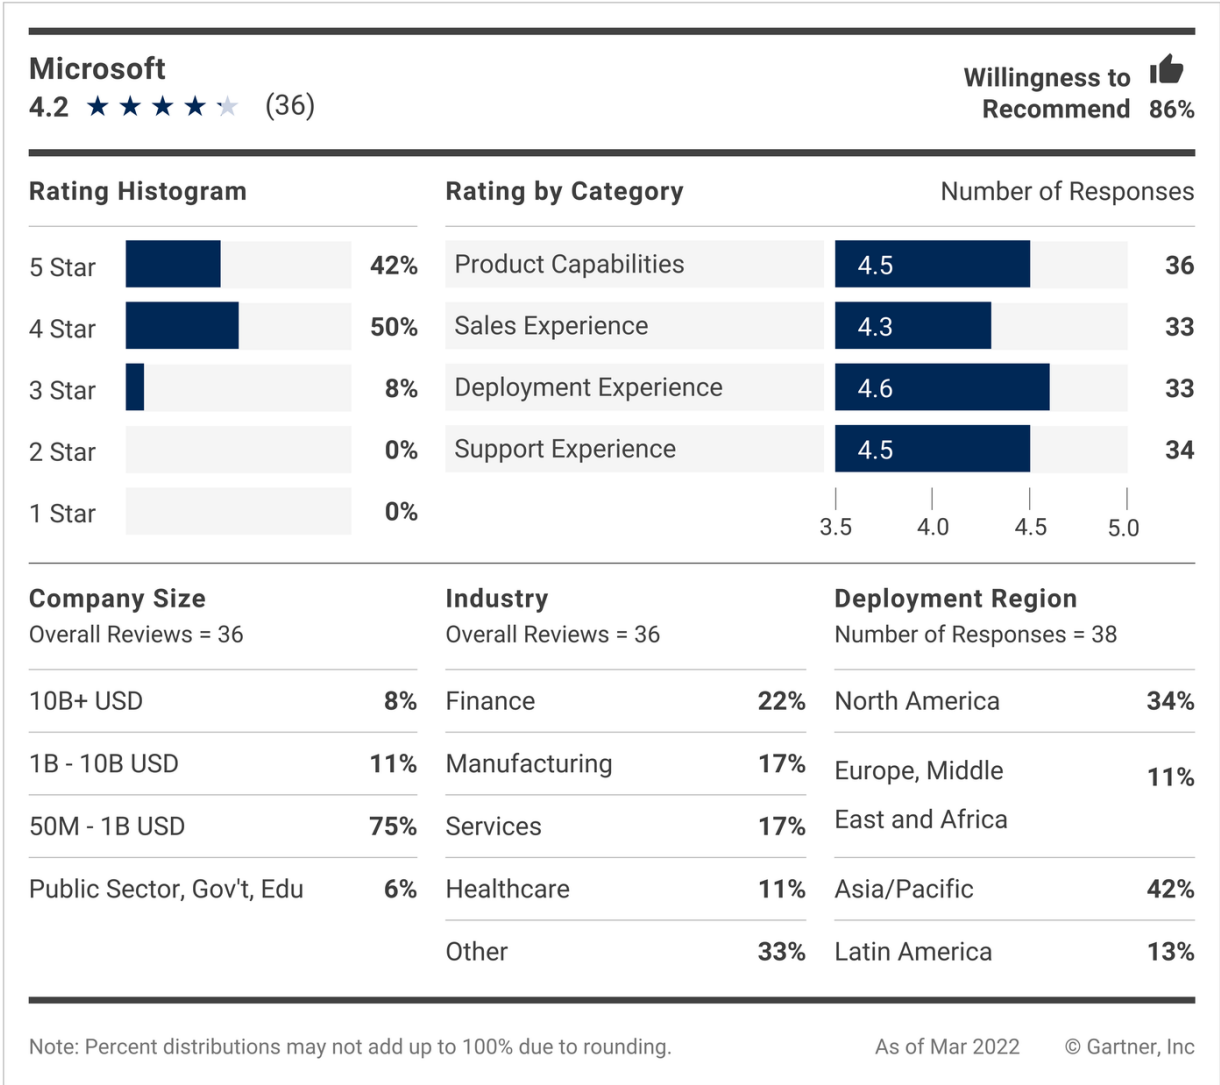 Microsoft
4.2 ★ ★ ★ ★ ★ (36)
Willingness to
Recommend 86%
Rating Histogram
5 Star 42%
4 Star 50%
3 Star 8%
2 Star 0%
1 Star 0%
Rating by Category Number of Responses
Product Capabilities 4.5 36
Sales Experience 4.3 33
Deployment Experience 4.6 33
Support Experience 4.5 34
3.5 4.0 4.5 5.0
Company Size
Overall Reviews = 36
10B+ USD 8%
1B - 10B USD 11%
50M - 1B USD 75%
Public Sector, Gov't, Edu 6%
Industry
Overall Reviews = 36
Finance 22%
Manufacturing 17%
Services 17%
Healthcare 11%
Other 33%
Deployment Region
Number of Responses = 38
North America 34%
Europe, Middle 11%
East and Africa
Asia/Pacific 42%
Latin America 13%
Note: Percent distributions may not add up to 100% due to rounding.
As of Mar 2022 © Gartner, Inc